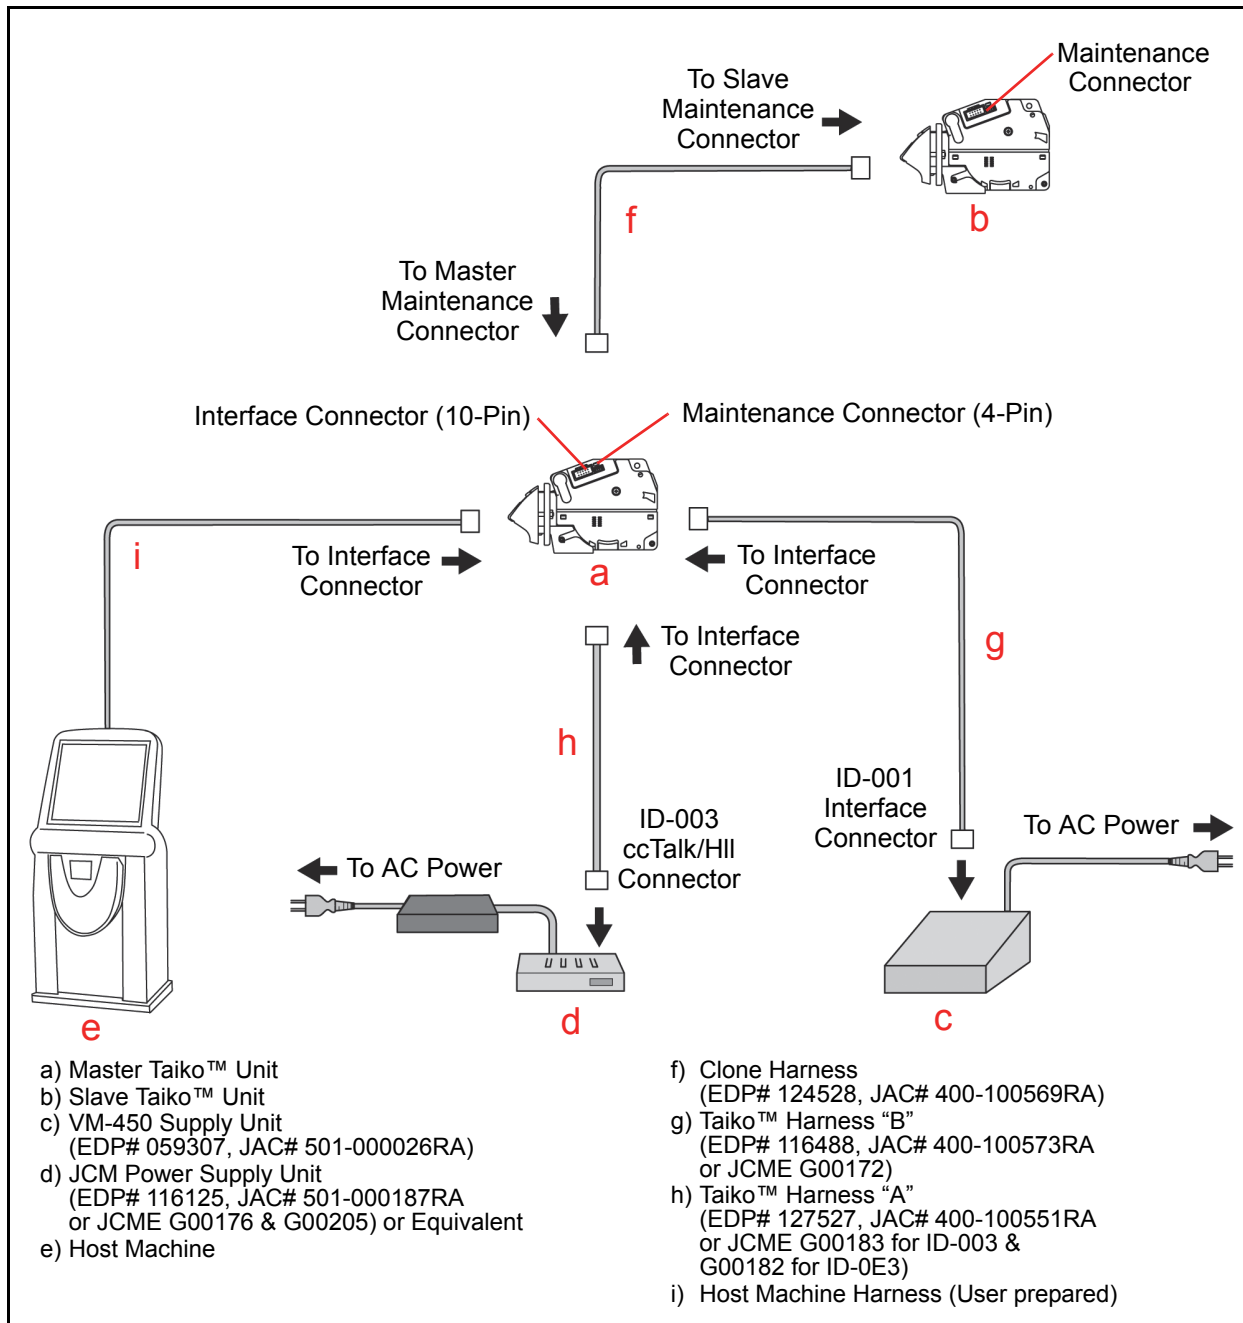 Maintenance
Connector
To Slave
Maintenance
Connector
b
f
To Master
Maintenance
Connector
Interface Connector (10-Pin)
Maintenance Connector (4-Pin)
i
To Interface
Connector
a
To Interface
Connector
To Interface
Connector
g
h
ID-003
ccTalk/HII
Connector
ID-001
Interface
Connector
To AC Power
To AC Power
e
d
c
a) Master Taiko™ Unit
b) Slave Taiko™ Unit
c) VM-450 Supply Unit
(EDP# 059307, JAC# 501-000026RA)
d) JCM Power Supply Unit
(EDP# 116125, JAC# 501-000187RA
or JCME G00176 & G00205) or Equivalent
e) Host Machine
f) Clone Harness
(EDP# 124528, JAC# 400-100569RA)
g) Taiko™ Harness “B”
(EDP# 116488, JAC# 400-100573RA
or JCME G00172)
h) Taiko™ Harness “A”
(EDP# 127527, JAC# 400-100551RA
or JCME G00183 for ID-003 &
G00182 for ID-0E3)
i) Host Machine Harness (User prepared)